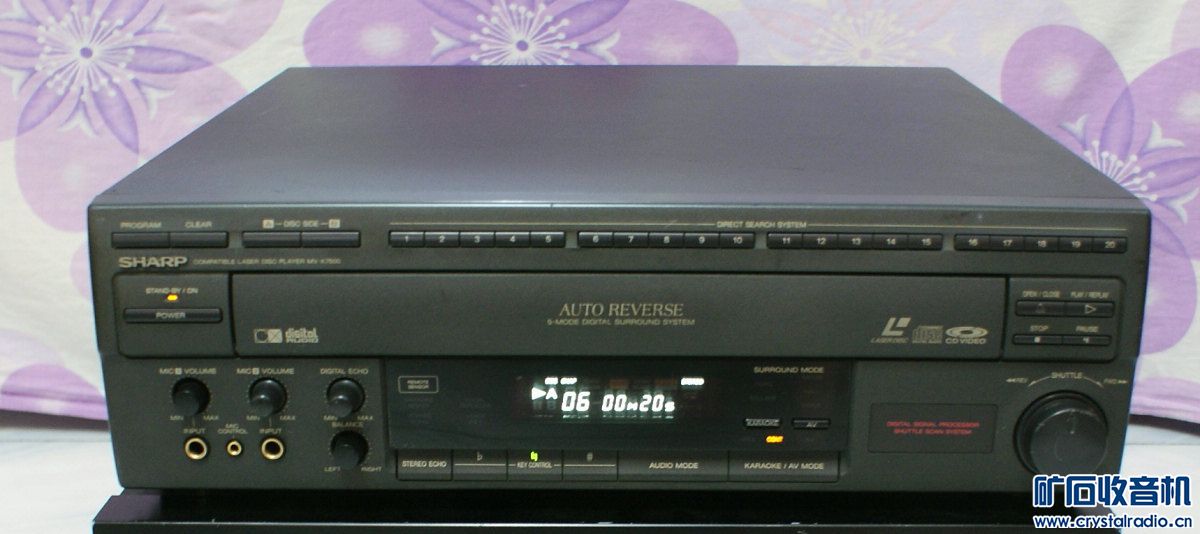 PROGRAM CLEAR A DISC SIDE B DIRECT SEARCH SYSTEM
1 2 3 4 5 6 7 8 9 10 11 12 13 14 15 16 17 18 19 20
SHARP COMPATIBLE LASER DISC PLAYER MV-K7500
STAND-BY / ON
POWER
AUTO REVERSE
5-MODE DIGITAL SURROUND SYSTEM
digital AUDIO
LASERDISC CD VIDEO
OPEN / CLOSE PLAY / REPLAY
STOP PAUSE
MIC VOLUME MIC VOLUME DIGITAL ECHO
MIN MAX MIN MAX MIN MAX
INPUT MIC CONTROL INPUT
BALANCE
LEFT RIGHT
REMOTE SENSOR
A 06 00M 20S
SURROUND MODE
KARAOKE AV
STEREO ECHO ♭ KEY CONTROL # AUDIO MODE KARAOKE / AV MODE
DIGITAL SIGNAL PROCESSOR
SHUTTLE SCAN SYSTEM
REV SHUTTLE FWD
矿石收音机
www.crystalradio.cn